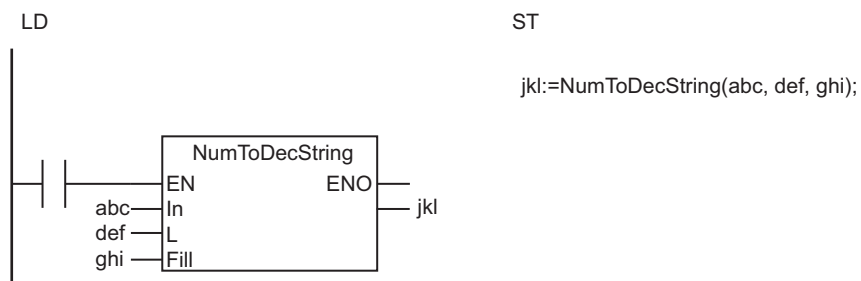 LD
ST
jkl:=NumToDecString(abc, def, ghi);
NumToDecString
EN ENO
abc In jkl
def L
ghi Fill